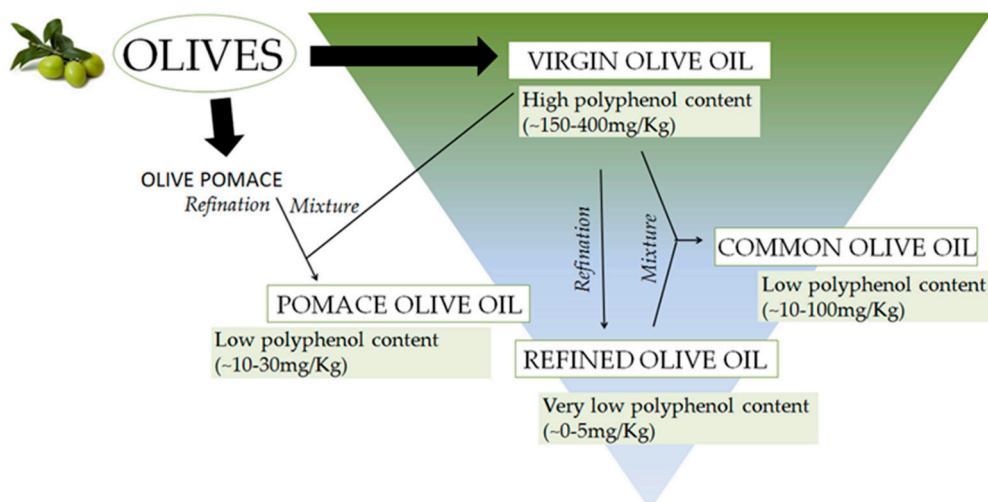 OLIVES
VIRGIN OLIVE OIL
High polyphenol content
(~150-400mg/Kg)
OLIVE POMACE
Refination
Mixture
Refination
Mixture
COMMON OLIVE OIL
Low polyphenol content
(~10-100mg/Kg)
POMACE OLIVE OIL
Low polyphenol content
(~10-30mg/Kg)
REFINED OLIVE OIL
Very low polyphenol content
(~0-5mg/Kg)